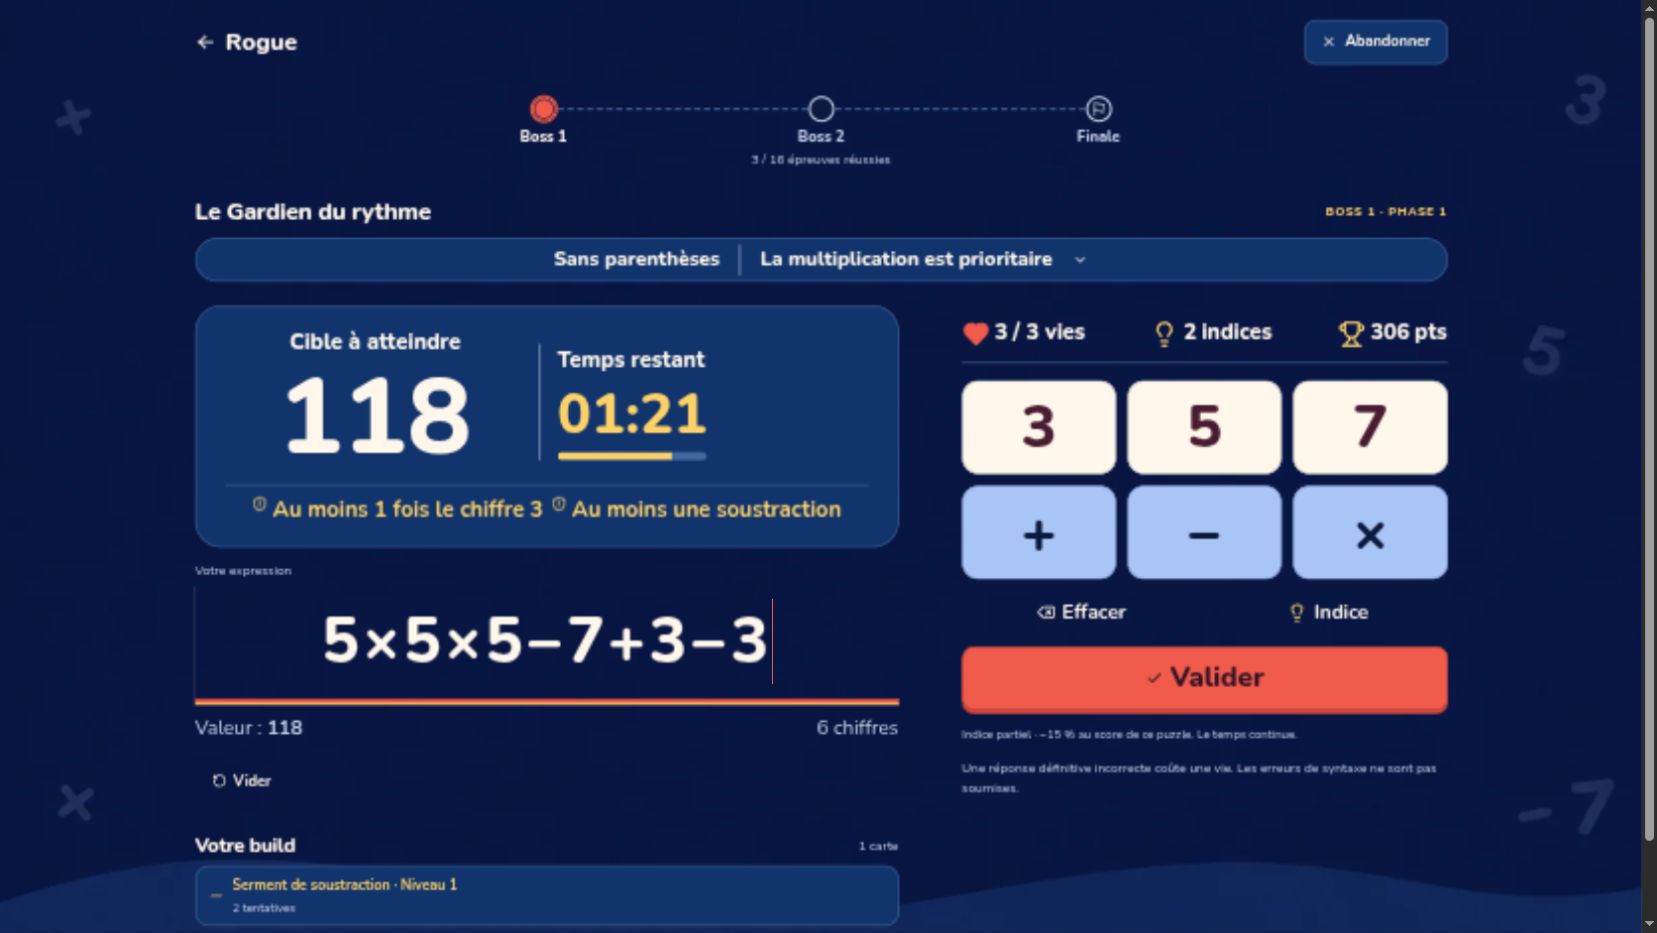 ← Rogue
× Abandonner
Boss 1
Boss 2
Finale
3 / 16 épreuves réussies
Le Gardien du rythme
BOSS 1 - PHASE 1
Sans parenthèses
La multiplication est prioritaire
Cible à atteindre
118
Temps restant
01:21
Au moins 1 fois le chiffre 3
Au moins une soustraction
3 / 3 vies
2 indices
306 pts
3
5
7
+
−
×
Votre expression
5×5×5−7+3−3
Valeur : 118
6 chiffres
Effacer
Indice
Valider
Indice partiel · −15 % au score de ce puzzle. Le temps continue.
Une réponse définitive incorrecte coûte une vie. Les erreurs de syntaxe ne sont pas
soumises.
Vider
Votre build
1 carte
Serment de soustraction · Niveau 1
2 tentatives
+
3
5
×
− 7